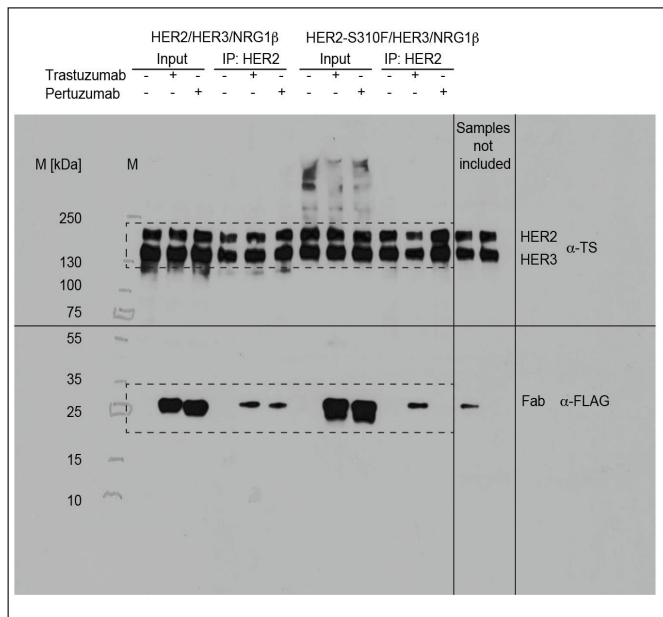 HER2/HER3/NRG1β HER2-S310F/HER3/NRG1β
Input IP: HER2 Input IP: HER2
Trastuzumab - + - - + - - + - - + -
Pertuzumab - - + - - + - - + - - +
Samples
not
included
M [kDa] M
250
HER2
α-TS
HER3
130
100
75
55
35
Fab α-FLAG
25
15
10